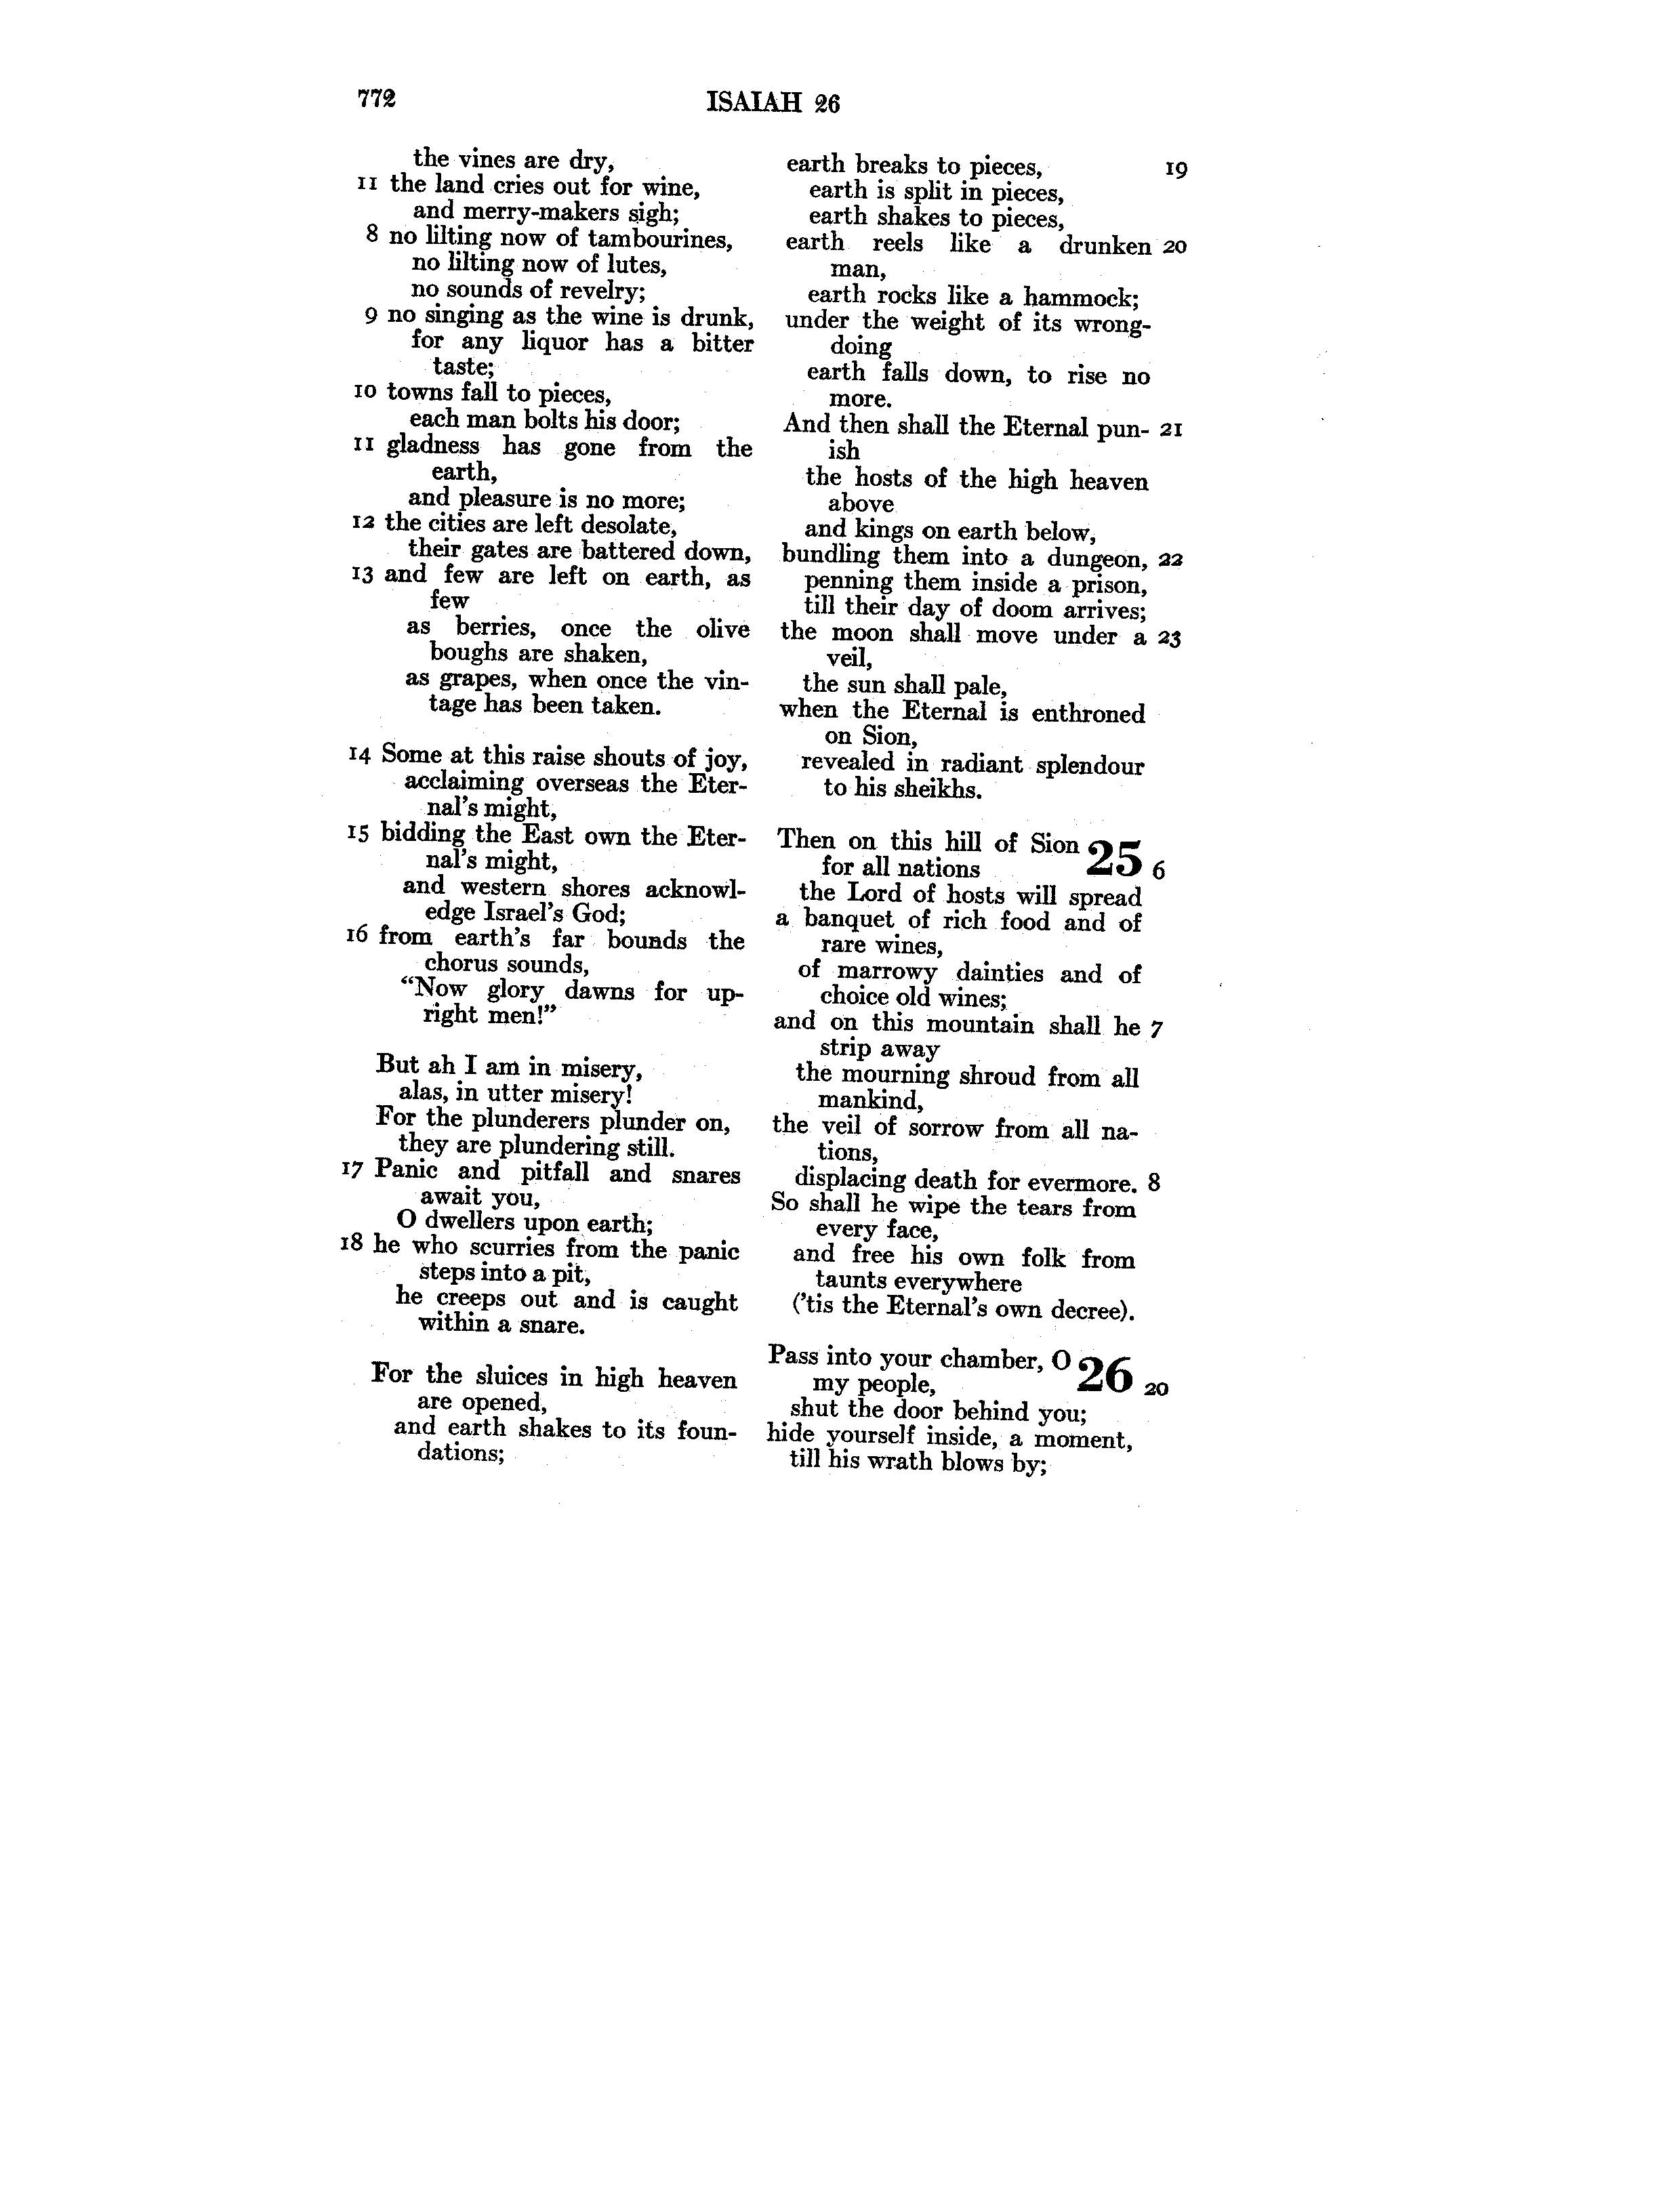 772
ISAIAH 26
the vines are dry,
11 the land cries out for wine,
and merry-makers sigh;
8 no lilting now of tambourines,
no lilting now of lutes,
no sounds of revelry;
9 no singing as the wine is drunk,
for any liquor has a bitter
taste;
10 towns fall to pieces,
each man bolts his door;
11 gladness has gone from the
earth,
and pleasure is no more;
12 the cities are left desolate,
their gates are battered down,
13 and few are left on earth, as
few
as berries, once the olive
boughs are shaken,
as grapes, when once the vin-
tage has been taken.
14 Some at this raise shouts of joy,
acclaiming overseas the Eter-
nal's might,
15 bidding the East own the Eter-
nal's might,
and western shores acknowl-
edge Israel's God;
16 from earth's far bounds the
chorus sounds,
“Now glory dawns for up-
right men!”
But ah I am in misery,
alas, in utter misery!
For the plunderers plunder on,
they are plundering still.
17 Panic and pitfall and snares
await you,
O dwellers upon earth;
18 he who scurries from the panic
steps into a pit,
he creeps out and is caught
within a snare.
For the sluices in high heaven
are opened,
and earth shakes to its foun-
dations;
earth breaks to pieces, 19
earth is split in pieces,
earth shakes to pieces,
earth reels like a drunken 20
man,
earth rocks like a hammock;
under the weight of its wrong-
doing
earth falls down, to rise no
more.
And then shall the Eternal pun- 21
ish
the hosts of the high heaven
above
and kings on earth below,
bundling them into a dungeon, 22
penning them inside a prison,
till their day of doom arrives;
the moon shall move under a 23
veil,
the sun shall pale,
when the Eternal is enthroned
on Sion,
revealed in radiant splendour
to his sheikhs.
Then on this hill of Sion 25
for all nations 6
the Lord of hosts will spread
a banquet of rich food and of
rare wines,
of marrowy dainties and of
choice old wines;
and on this mountain shall he 7
strip away
the mourning shroud from all
mankind,
the veil of sorrow from all na-
tions,
displacing death for evermore. 8
So shall he wipe the tears from
every face,
and free his own folk from
taunts everywhere
('tis the Eternal's own decree).
Pass into your chamber, O 26
my people, 20
shut the door behind you;
hide yourself inside, a moment,
till his wrath blows by;